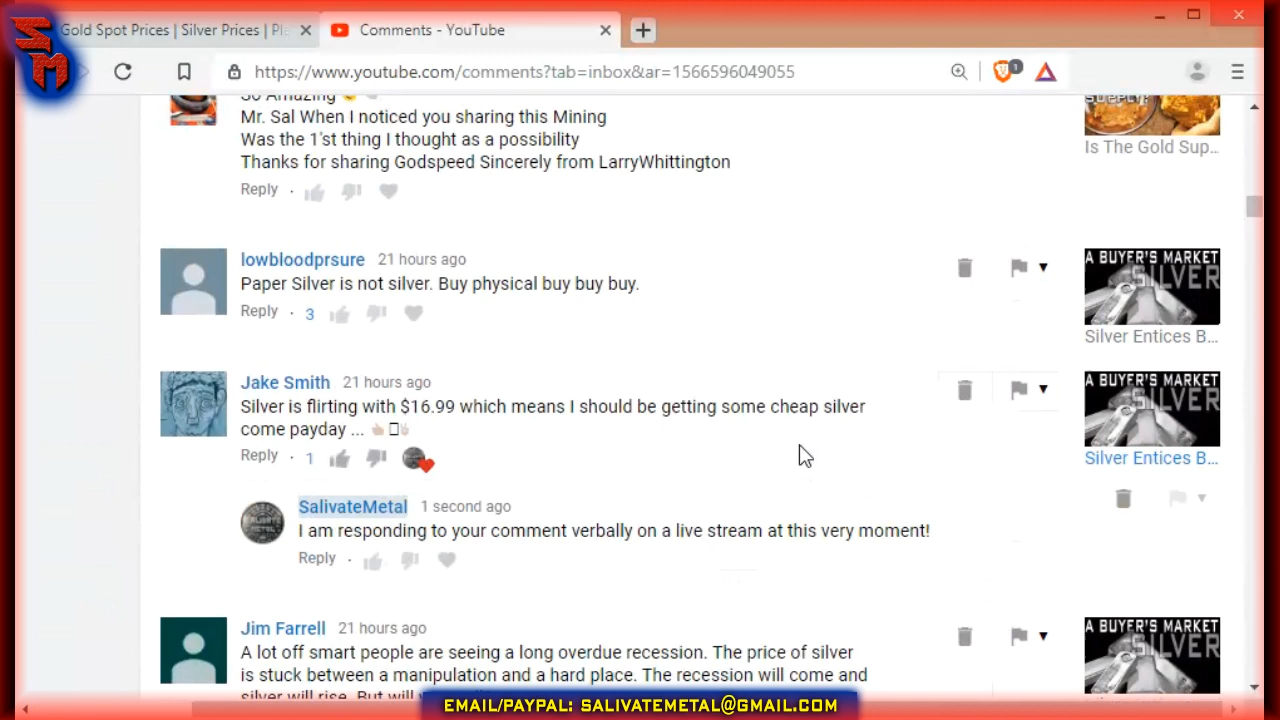 SM
Gold Spot Prices | Silver Prices | Pl
Comments - YouTube
https://www.youtube.com/comments?tab=inbox&ar=1566596049055
1
So Amazing
Mr. Sal When I noticed you sharing this Mining
Was the 1'st thing I thought as a possibility
Thanks for sharing Godspeed Sincerely from LarryWhittington
Reply
SUPPLY?
Is The Gold Sup...
lowbloodprsure 21 hours ago
Paper Silver is not silver. Buy physical buy buy buy.
Reply · 3
A BUYER'S MARKET
SILVER
Silver Entices B...
Jake Smith 21 hours ago
Silver is flirting with $16.99 which means I should be getting some cheap silver
come payday ...
Reply · 1
A BUYER'S MARKET
SILVER
Silver Entices B...
SalivateMetal 1 second ago
I am responding to your comment verbally on a live stream at this very moment!
Reply ·
Jim Farrell 21 hours ago
A lot off smart people are seeing a long overdue recession. The price of silver
is stuck between a manipulation and a hard place. The recession will come and
silver will rise. But will
A BUYER'S MARKET
SILVER
EMAIL/PAYPAL: SALIVATEMETAL@GMAIL.COM